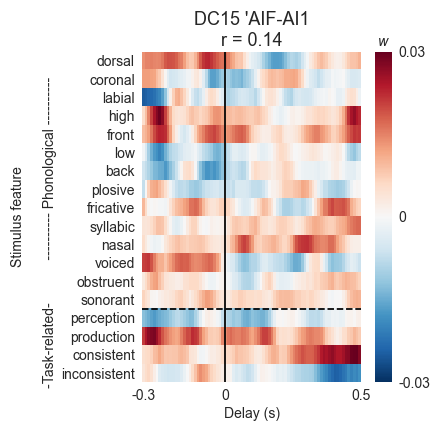 DC15 'AIF-AI1
r = 0.14
w
dorsal
coronal
labial
high
front
low
back
plosive
fricative
syllabic
nasal
voiced
obstruent
sonorant
perception
production
consistent
inconsistent
Stimulus feature
-Task-related- ---------- Phonological ----------
-0.3 0 0.5
Delay (s)
0.03
0
-0.03